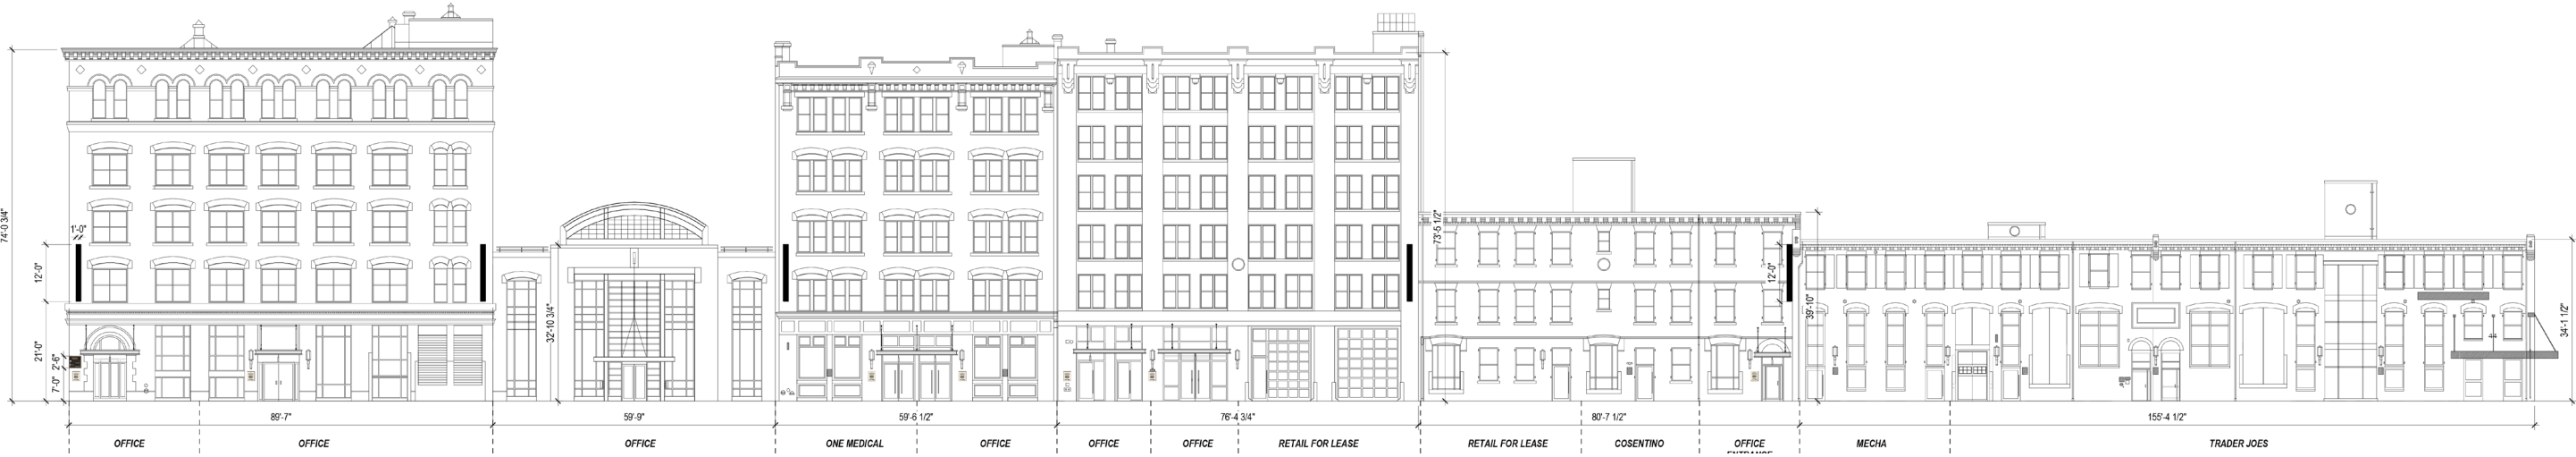 74'-0 3/4"
1'-0"
12'-0"
21'-0"
2'-6"
7'-0"
32'-10 3/4"
73'-5 1/2"
12'-0"
39'-10"
34'-1 1/2"
89'-7"
59'-9"
59'-6 1/2"
76'-4 3/4"
80'-7 1/2"
155'-4 1/2"
OFFICE
OFFICE
OFFICE
ONE MEDICAL
OFFICE
OFFICE
OFFICE
RETAIL FOR LEASE
RETAIL FOR LEASE
COSENTINO
OFFICE
ENTRANCE
MECHA
TRADER JOES